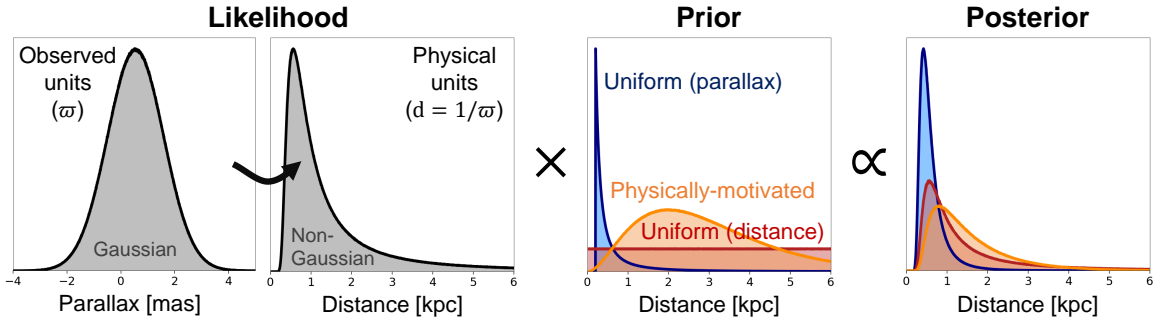 Likelihood
Prior
Posterior
Observed
units
(ϖ)
Gaussian
−4
−2
0
2
4
Parallax [mas]
Physical
units
(d = 1/ϖ)
Non-
Gaussian
0
1
2
3
4
5
6
Distance [kpc]
×
Uniform (parallax)
Physically-motivated
Uniform (distance)
0
1
2
3
4
5
6
Distance [kpc]
∝
0
1
2
3
4
5
6
Distance [kpc]